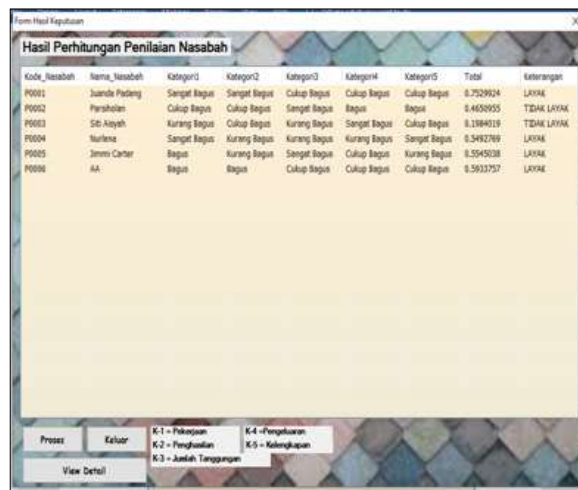 Form Hasil Keputusan
Hasil Perhitungan Penilaian Nasabah
Kode_Nasabah Nama_Nasabah Kategori1 Kategori2 Kategori3 Kategori4 Kategori5 Total Keterangan
P0001 Juanda Padang Sangat Bagus Sangat Bagus Cukup Bagus Cukup Bagus Cukup Bagus 0.7529924 LAYAK
P0002 Parsiholan Cukup Bagus Cukup Bagus Sangat Bagus Bagus Bagus 0.4650955 TIDAK LAYAK
P0003 Siti Aisyah Kurang Bagus Cukup Bagus Kurang Bagus Sangat Bagus Cukup Bagus 0.1984019 TIDAK LAYAK
P0004 Nurlena Sangat Bagus Kurang Bagus Kurang Bagus Kurang Bagus Sangat Bagus 0.5492769 LAYAK
P0005 Jimmi Carter Bagus Kurang Bagus Sangat Bagus Cukup Bagus Kurang Bagus 0.5545038 LAYAK
P0006 AA Bagus Bagus Cukup Bagus Cukup Bagus Cukup Bagus 0.5933757 LAYAK
Proses Keluar
View Detail
K-1 = Pekerjaan K-4 =Pengeluaran
K-2 = Penghasilan K-5 = Kelengkapan
K-3 = Jumlah Tanggungan